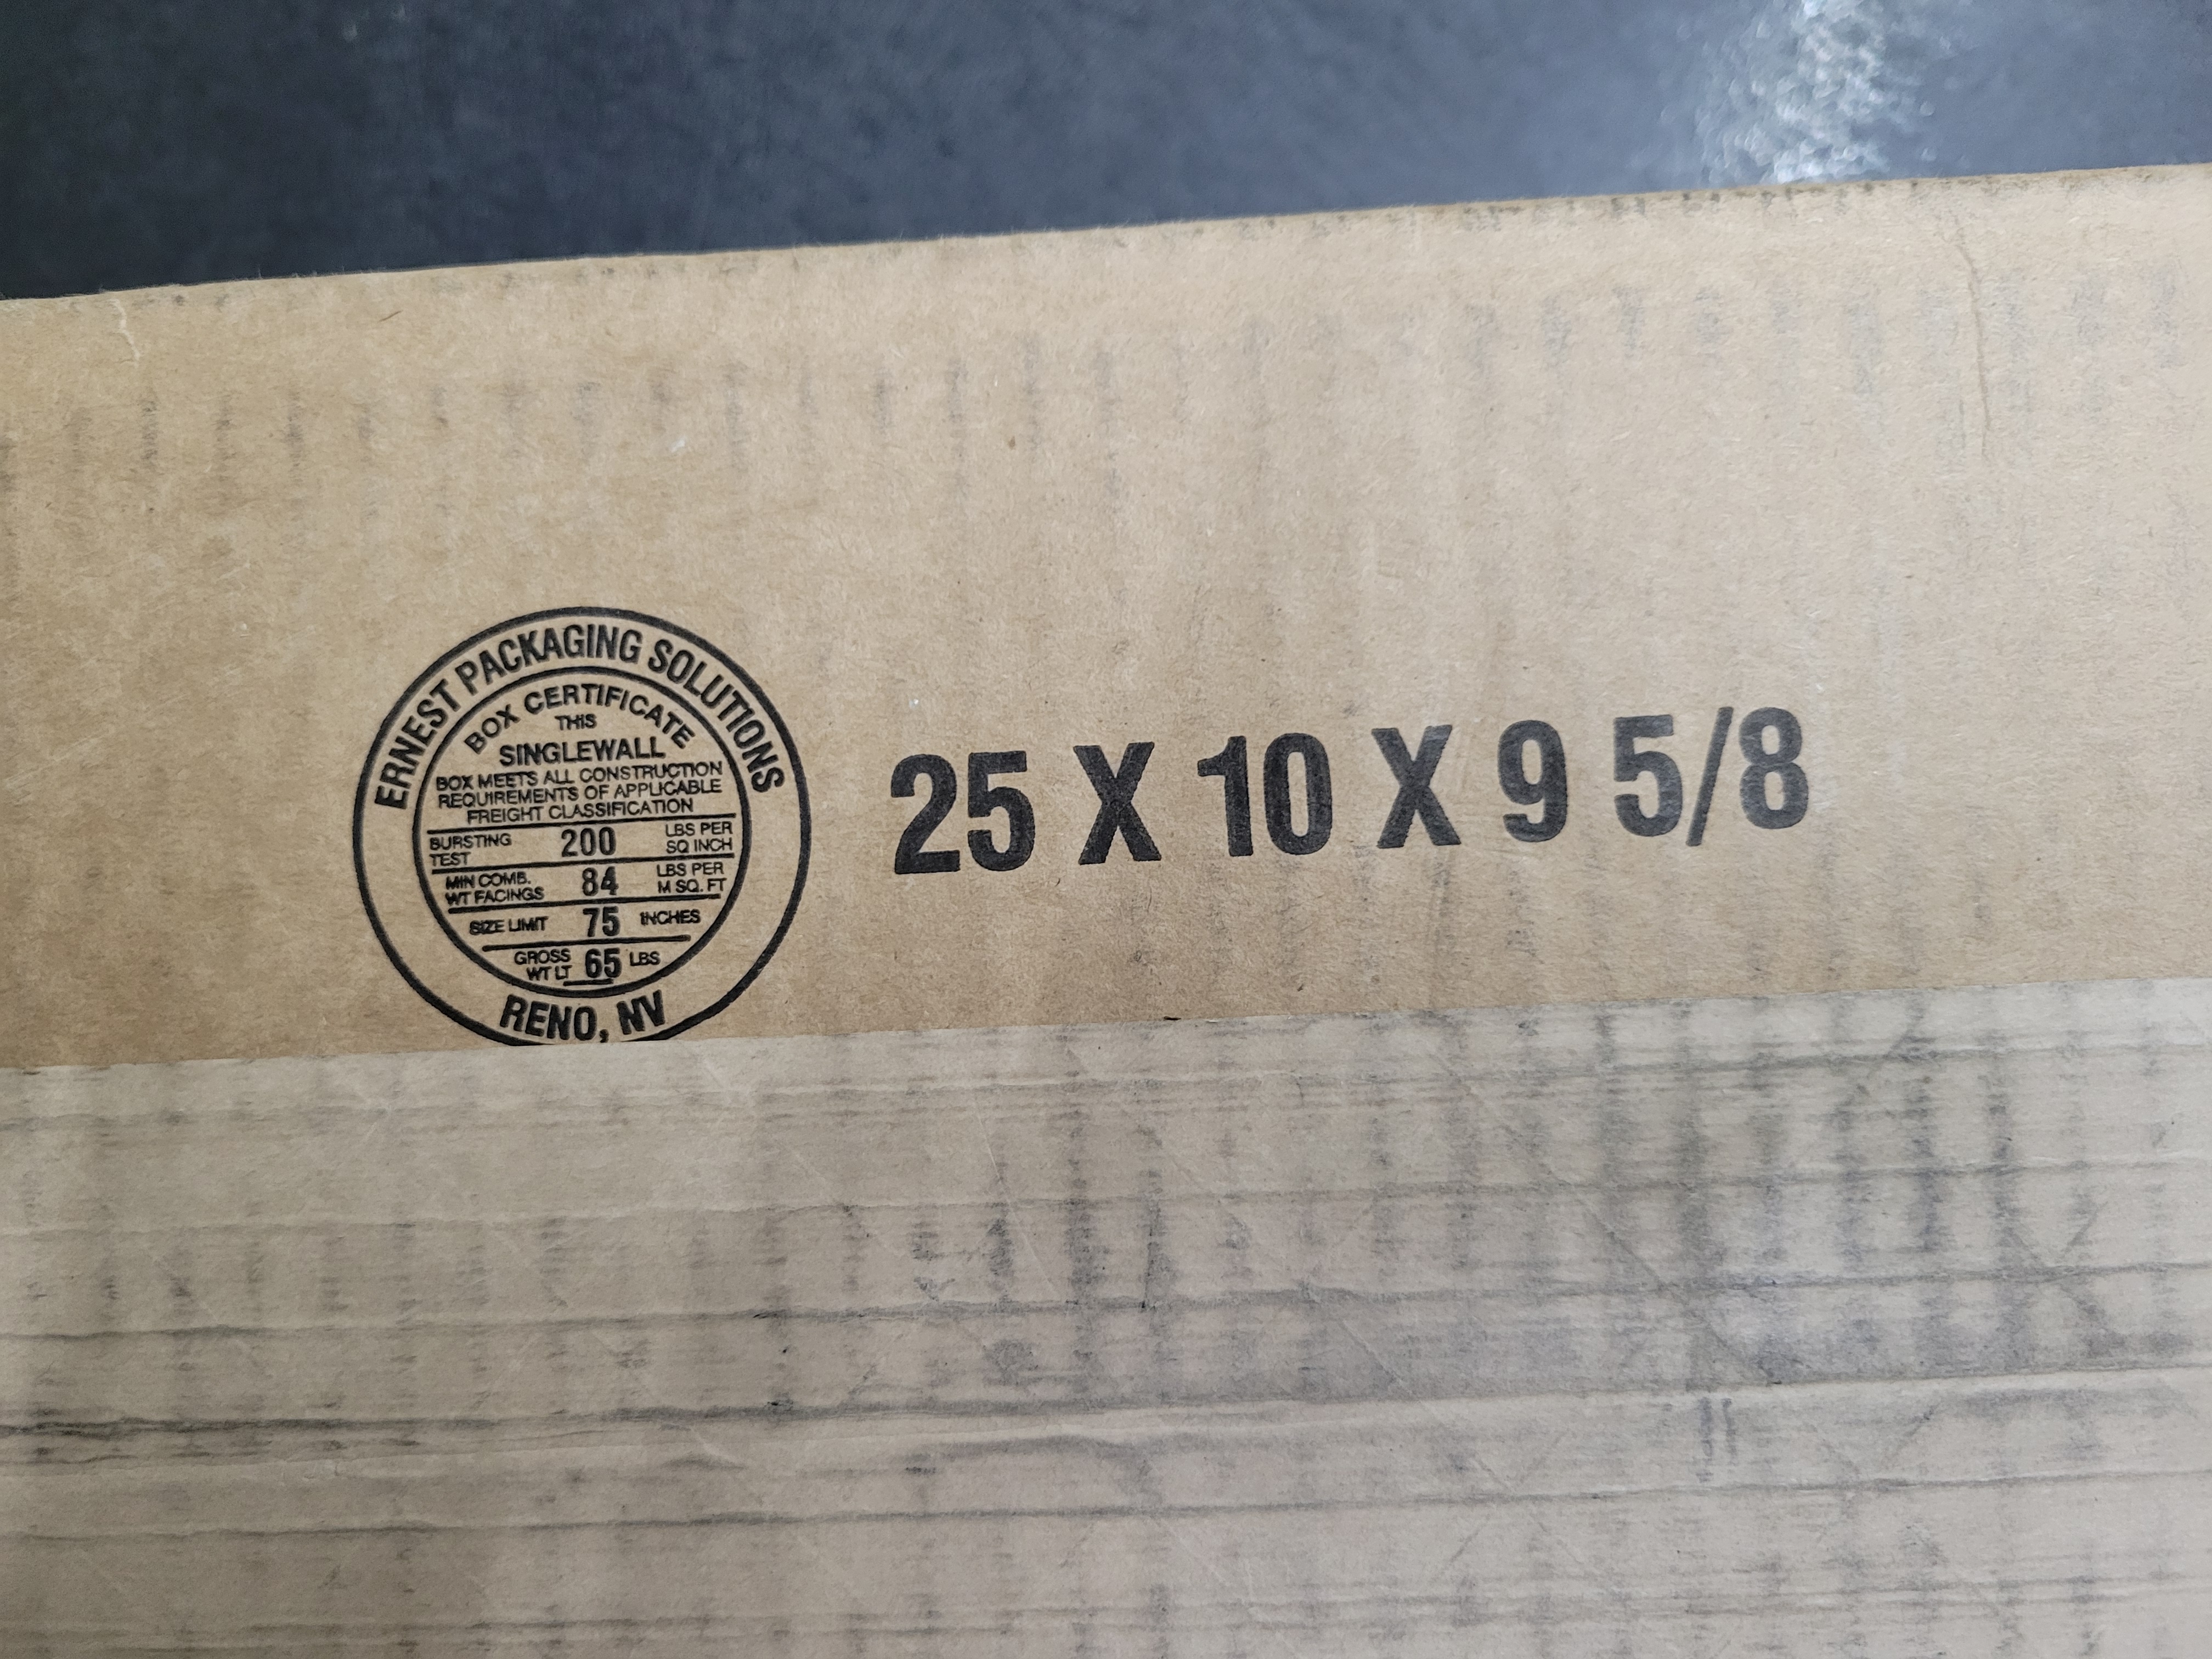 ERNEST PACKAGING SOLUTIONS
BOX CERTIFICATE
THIS
SINGLEWALL
BOX MEETS ALL CONSTRUCTION
REQUIREMENTS OF APPLICABLE
FREIGHT CLASSIFICATION
BURSTING TEST 200 LBS PER SQ INCH
MIN COMB. WT FACINGS 84 LBS PER M SQ. FT
SIZE LIMIT 75 INCHES
GROSS WT LT 65 LBS
RENO, NV
25 X 10 X 9 5/8